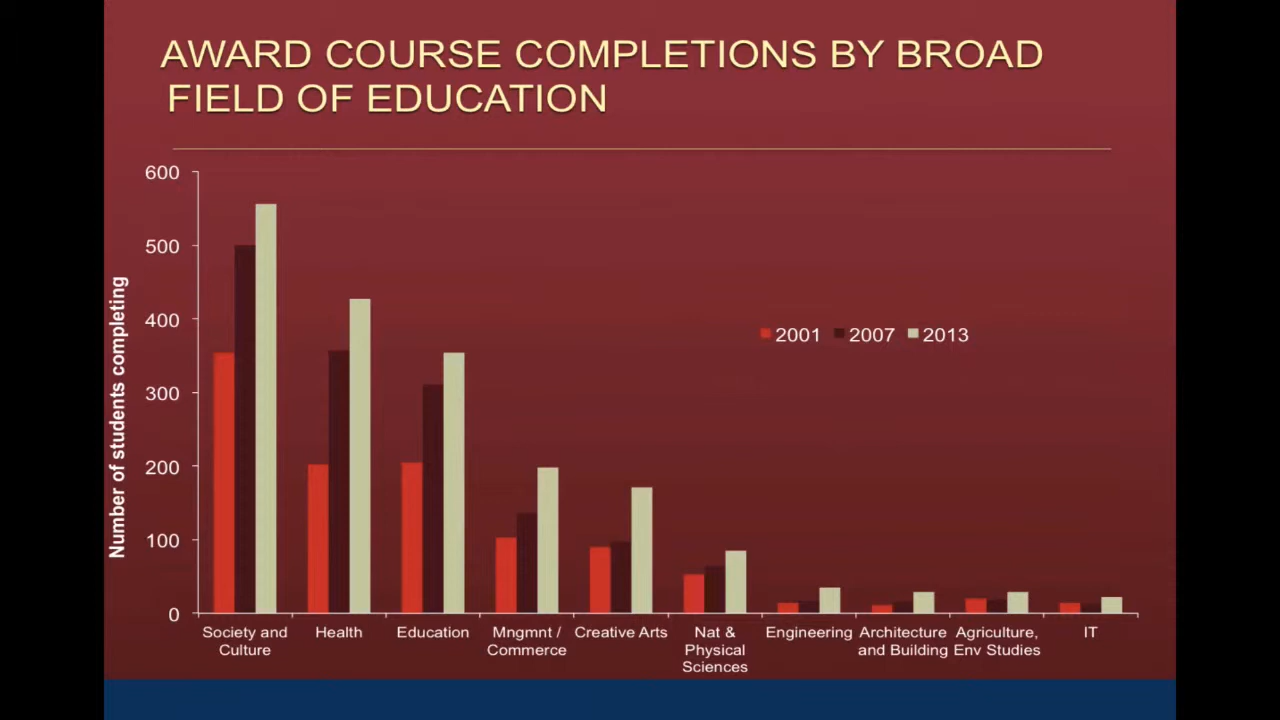 AWARD COURSE COMPLETIONS BY BROAD
FIELD OF EDUCATION
Number of students completing
600
500
400
300
200
100
0
2001 2007 2013
Society and
Culture
Health
Education
Mngmnt /
Commerce
Creative Arts
Nat &
Physical
Sciences
Engineering
Architecture
and Building
Agriculture,
Env Studies
IT